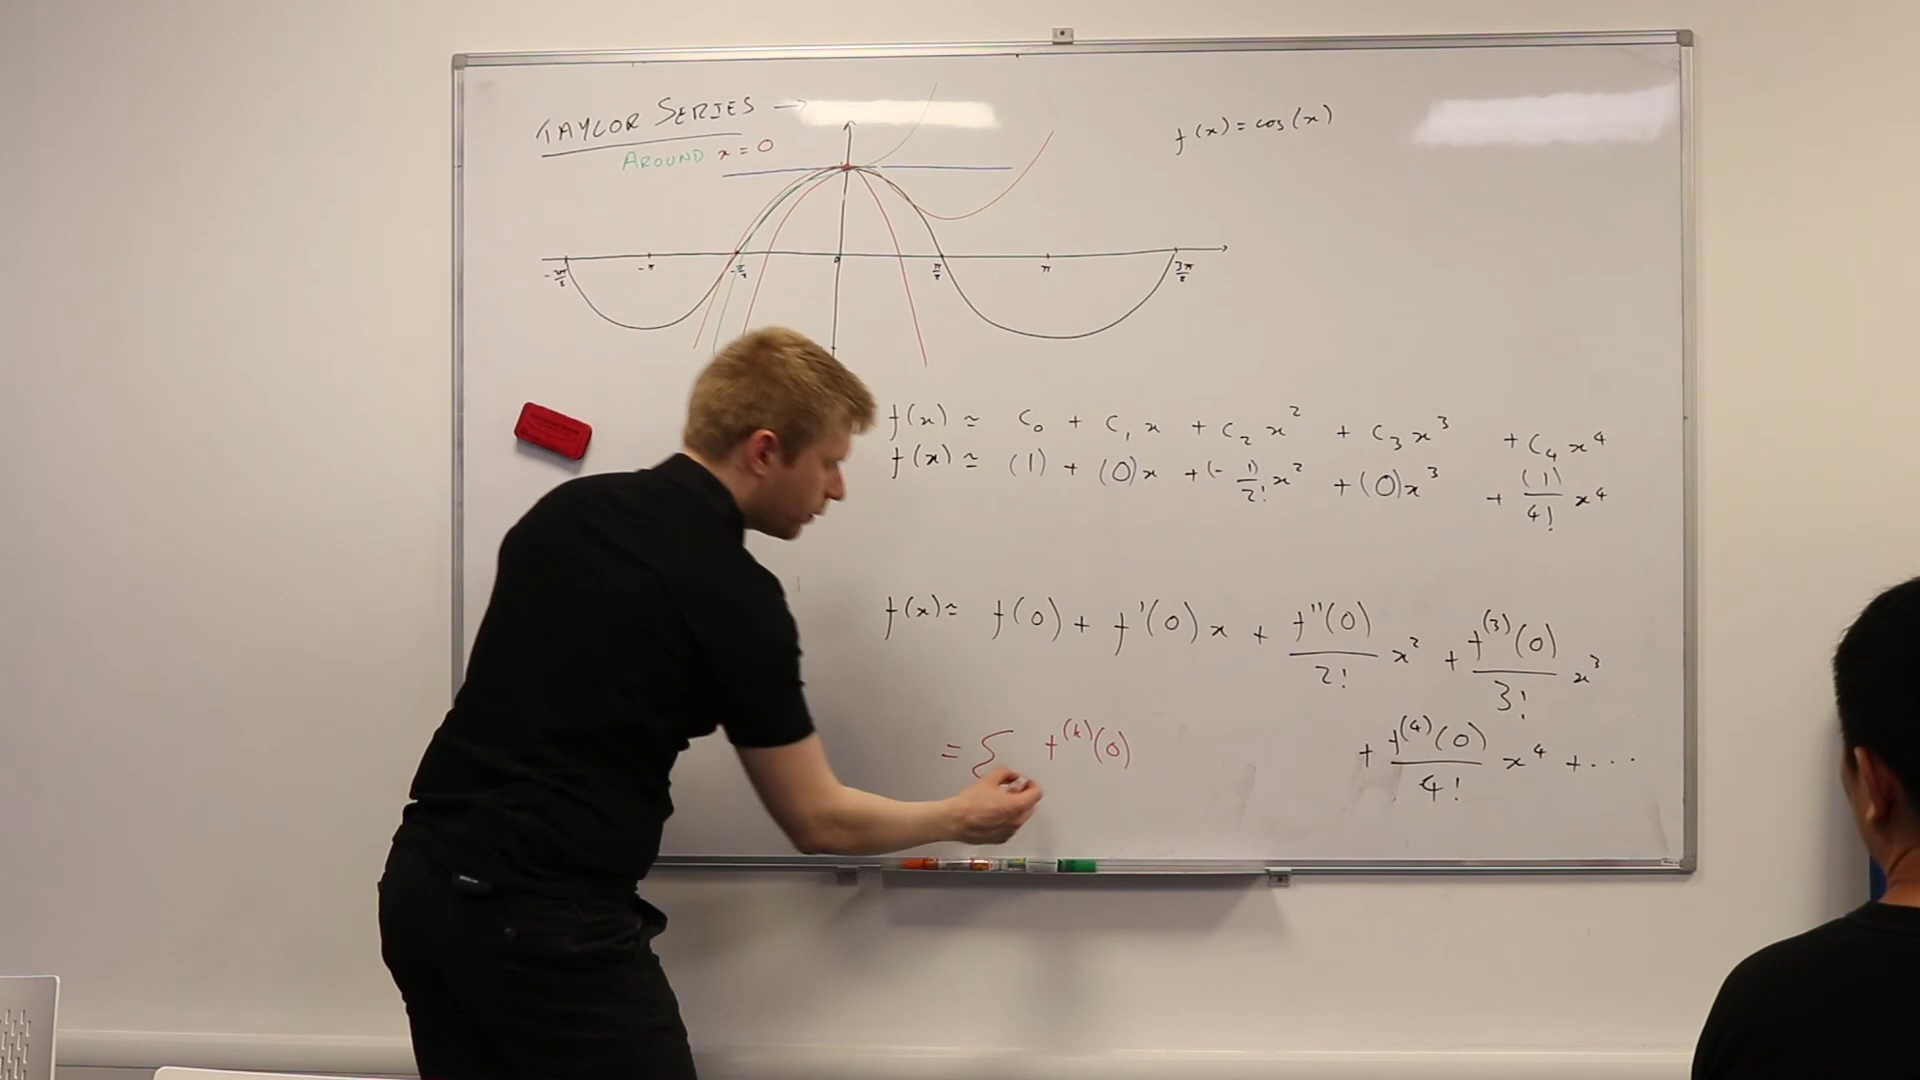 TAYLOR SERIES →
AROUND x = 0
f(x) = cos(x)
-3π/2 -π -π/2 0 π/2 π 3π/2
f(x) ≃ C₀ + C₁x + C₂x² + C₃x³ + C₄x⁴
f(x) ≃ (1) + (0)x + (-1)/2! x² + (0)x³ + (1)/4! x⁴
f(x) ≃ f(0) + f'(0)x + f''(0)/2! x² + f⁽³⁾(0)/3! x³
+ f⁽⁴⁾(0)/4! x⁴ + ...
= Σ f⁽ᵏ⁾(0)